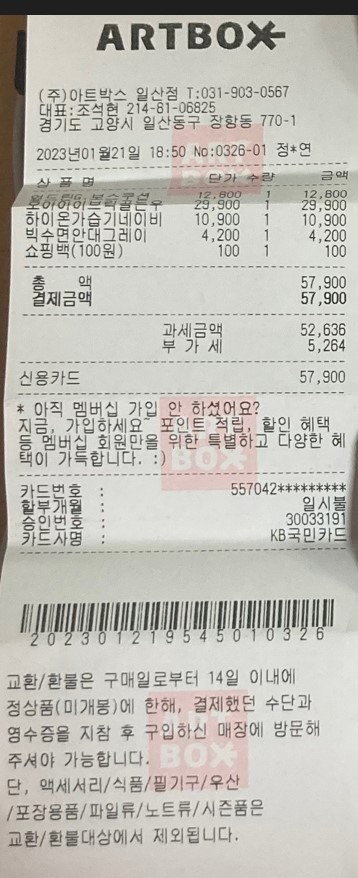 ARTBOX
(주)아트박스 일산점 T:031-903-0567
대표:조석현 214-81-06825
경기도 고양시 일산동구 장항동 770-1
2023년01월21일 18:50 No:0326-01 정*연
상 품 명 단가 수량 금액
12,800 1 12,800
29,900 1 29,900
하이온가습기네이비 10,900 1 10,900
빅수면안대그레이 4,200 1 4,200
쇼핑백(100원) 100 1 100
총 액 57,900
결제금액 57,900
과세금액 52,636
부 가 세 5,264
신용카드 57,900
* 아직 멤버십 가입 안 하셨어요?
지금, 가입하세요~ 포인트 적립, 할인 혜택
등 멤버십 회원만을 위한 특별하고 다양한 혜
택이 가득합니다. :)
카드번호 : 557042*********
할부개월 : 일시불
승인번호 : 30033191
카드사명 : KB국민카드
20230121954501 0326
교환/환불은 구매일로부터 14일 이내에
정상품(미개봉)에 한해, 결제했던 수단과
영수증을 지참 후 구입하신 매장에 방문해
주셔야 가능합니다.
단, 액세서리/식품/필기구/우산
/포장용품/파일류/노트류/시즌품은
교환/환불대상에서 제외됩니다.